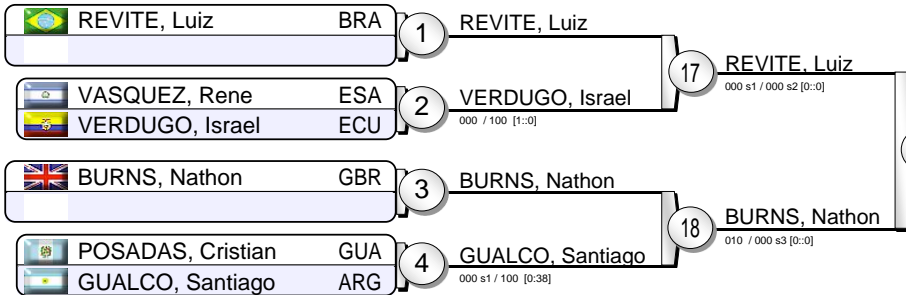 REVITE, Luiz BRA
1
REVITE, Luiz
VASQUEZ, Rene ESA
VERDUGO, Israel ECU
2
VERDUGO, Israel
000 / 100 [1::0]
17
REVITE, Luiz
000 s1 / 000 s2 [0::0]
BURNS, Nathon GBR
3
BURNS, Nathon
POSADAS, Cristian GUA
GUALCO, Santiago ARG
4
GUALCO, Santiago
000 s1 / 100 [0:38]
18
BURNS, Nathon
010 / 000 s3 [0::0]